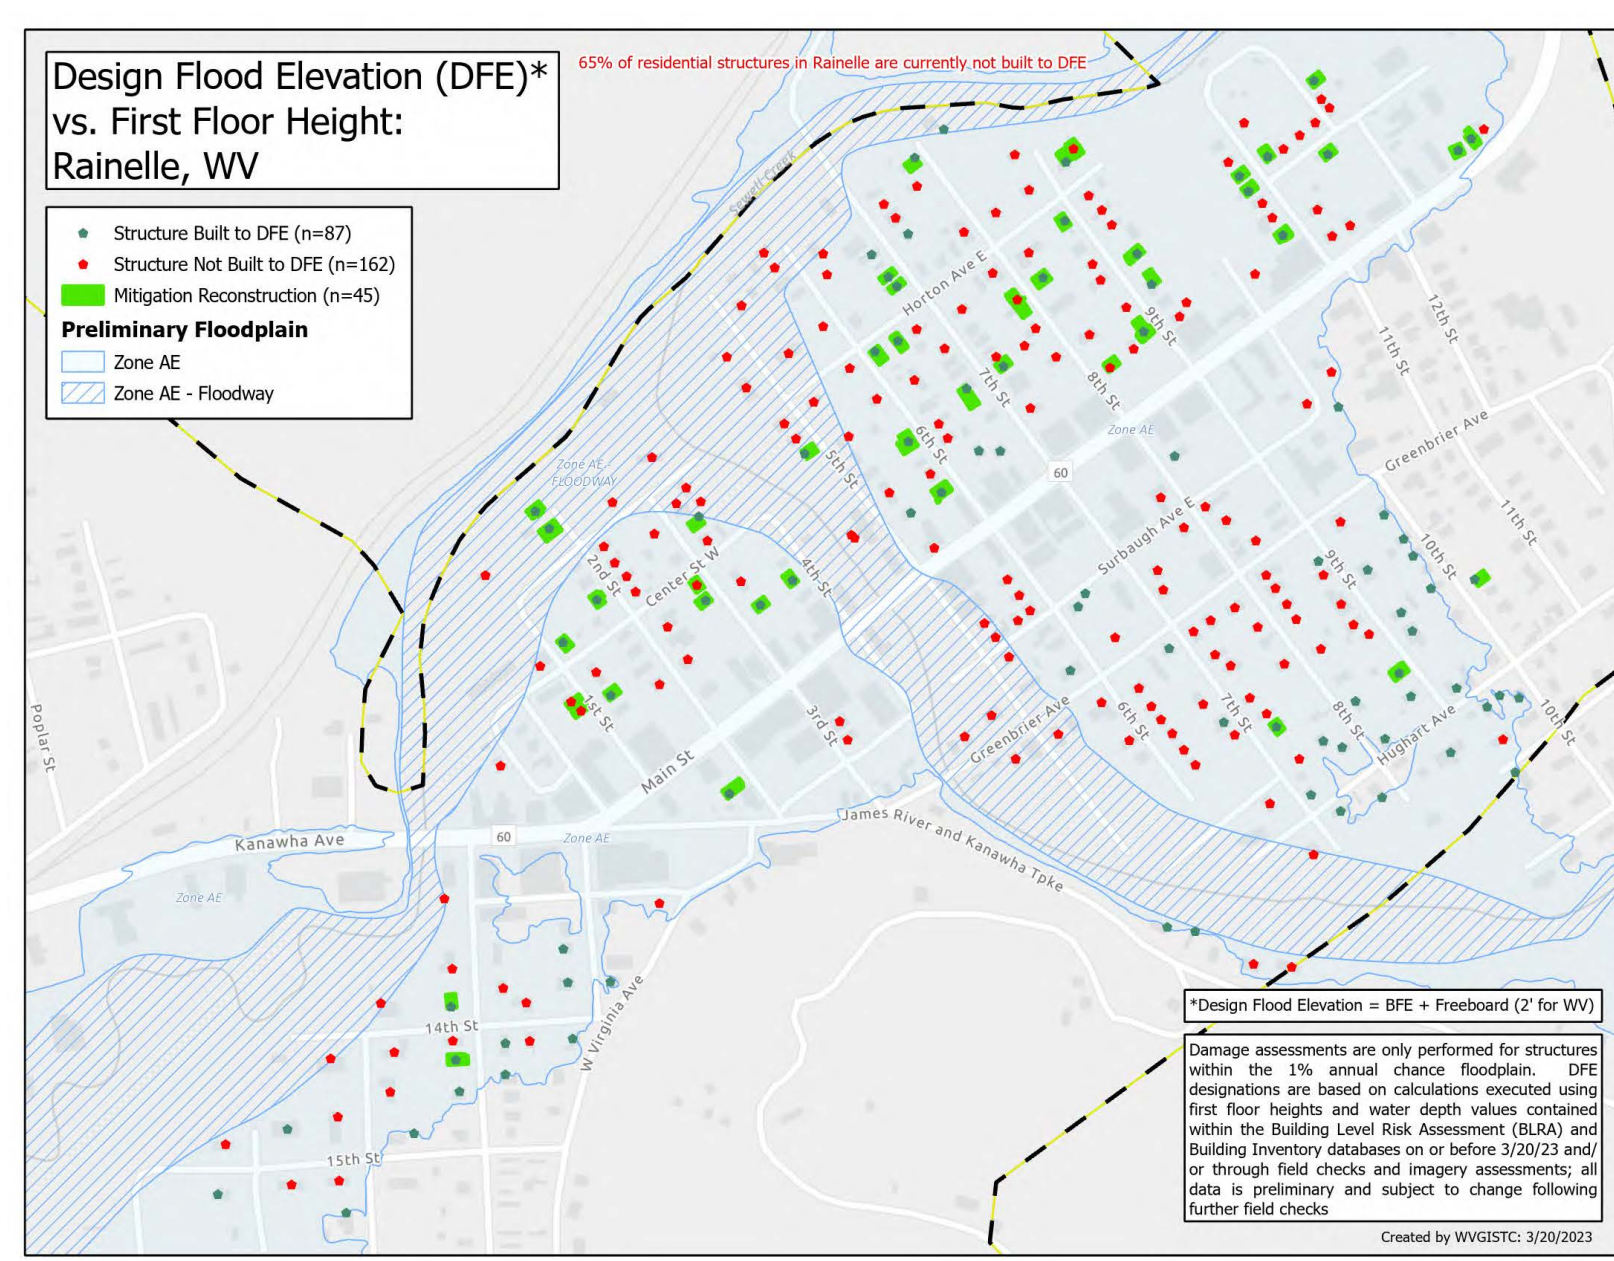 Design Flood Elevation (DFE)*
vs. First Floor Height:
Rainelle, WV
65% of residential structures in Rainelle are currently not built to DFE
Structure Built to DFE (n=87)
Structure Not Built to DFE (n=162)
Mitigation Reconstruction (n=45)
Preliminary Floodplain
Zone AE
Zone AE - Floodway
Sewell Creek
Horton Ave E
9th St
12th St
11th St
7th St
8th St
Greenbrier Ave
Zone AE
6th St
5th St
60
Zone AE -
FLOODWAY
Surbaugh Ave E
11th St
10th St
9th St
2nd St
Center St W
4th St
1st St
3rd St
Greenbrier Ave
6th St
7th St
8th St
Hughart Ave
10th St
Poplar St
Main St
James River and Kanawha Tpke
Kanawha Ave
60
Zone AE
Zone AE
W Virginia Ave
14th St
15th St
*Design Flood Elevation = BFE + Freeboard (2' for WV)
Damage assessments are only performed for structures
within the 1% annual chance floodplain. DFE
designations are based on calculations executed using
first floor heights and water depth values contained
within the Building Level Risk Assessment (BLRA) and
Building Inventory databases on or before 3/20/23 and/
or through field checks and imagery assessments; all
data is preliminary and subject to change following
further field checks
Created by WVGISTC: 3/20/2023